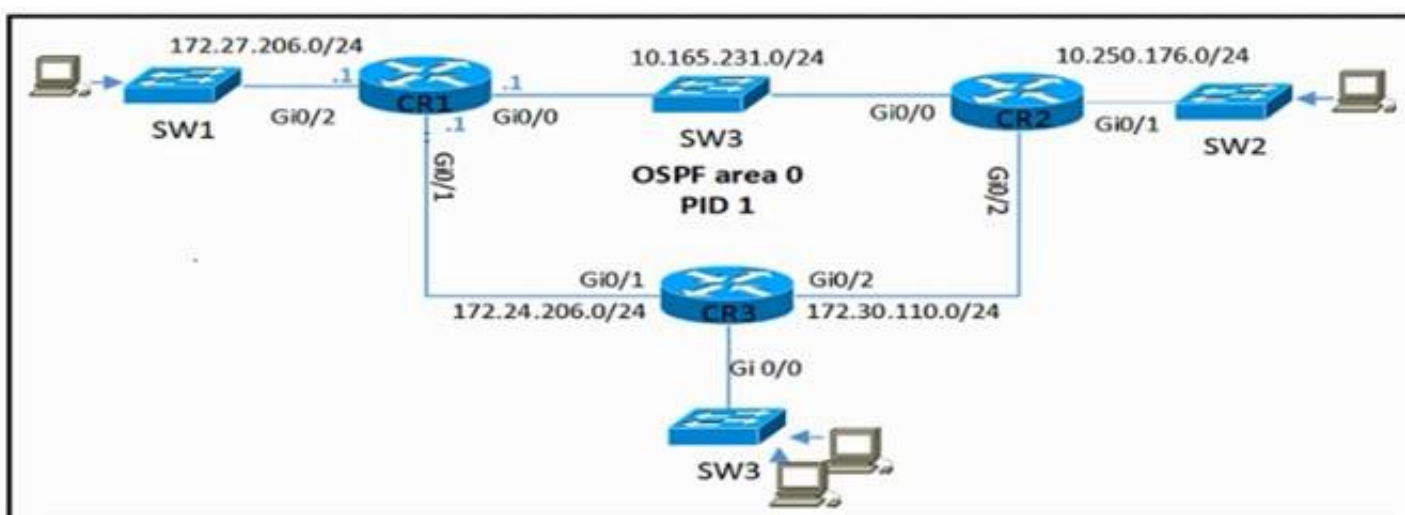 172.27.206.0/24
10.165.231.0/24
10.250.176.0/24
.1
CR1
.1
Gi0/2
Gi0/0
SW1
.1
Gi0/1
SW3
Gi0/0
CR2
Gi0/1
SW2
OSPF area 0
PID 1
Gi0/2
Gi0/1
Gi0/2
172.24.206.0/24
CR3
172.30.110.0/24
Gi 0/0
SW3